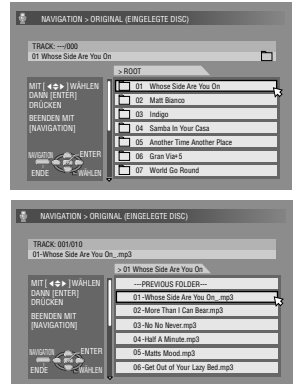 NAVIGATION > ORIGINAL (EINGELEGTE DISC)
TRACK: ---/000
01 Whose Side Are You On
> ROOT
MIT [ ] WÄHLEN
DANN [ENTER]
DRÜCKEN
BEENDEN MIT
[NAVIGATION]
NAVIGATION ENTER
ENDE WÄHLEN
01 Whose Side Are You On
02 Matt Bianco
03 Indigo
04 Samba In Your Casa
05 Another Time Another Place
06 Gran Via+5
07 World Go Round
NAVIGATION > ORIGINAL (EINGELEGTE DISC)
TRACK: 001/010
01-Whose Side Are You On_.mp3
> 01 Whose Side Are You On
MIT [ ] WÄHLEN
DANN [ENTER]
DRÜCKEN
BEENDEN MIT
[NAVIGATION]
NAVIGATION ENTER
ENDE WÄHLEN
---PREVIOUS FOLDER---
01-Whose Side Are You On_.mp3
02-More Than I Can Bear.mp3
03-No No Never.mp3
04-Half A Minute.mp3
05-Matts Mood.mp3
06-Get Out of Your Lazy Bed.mp3